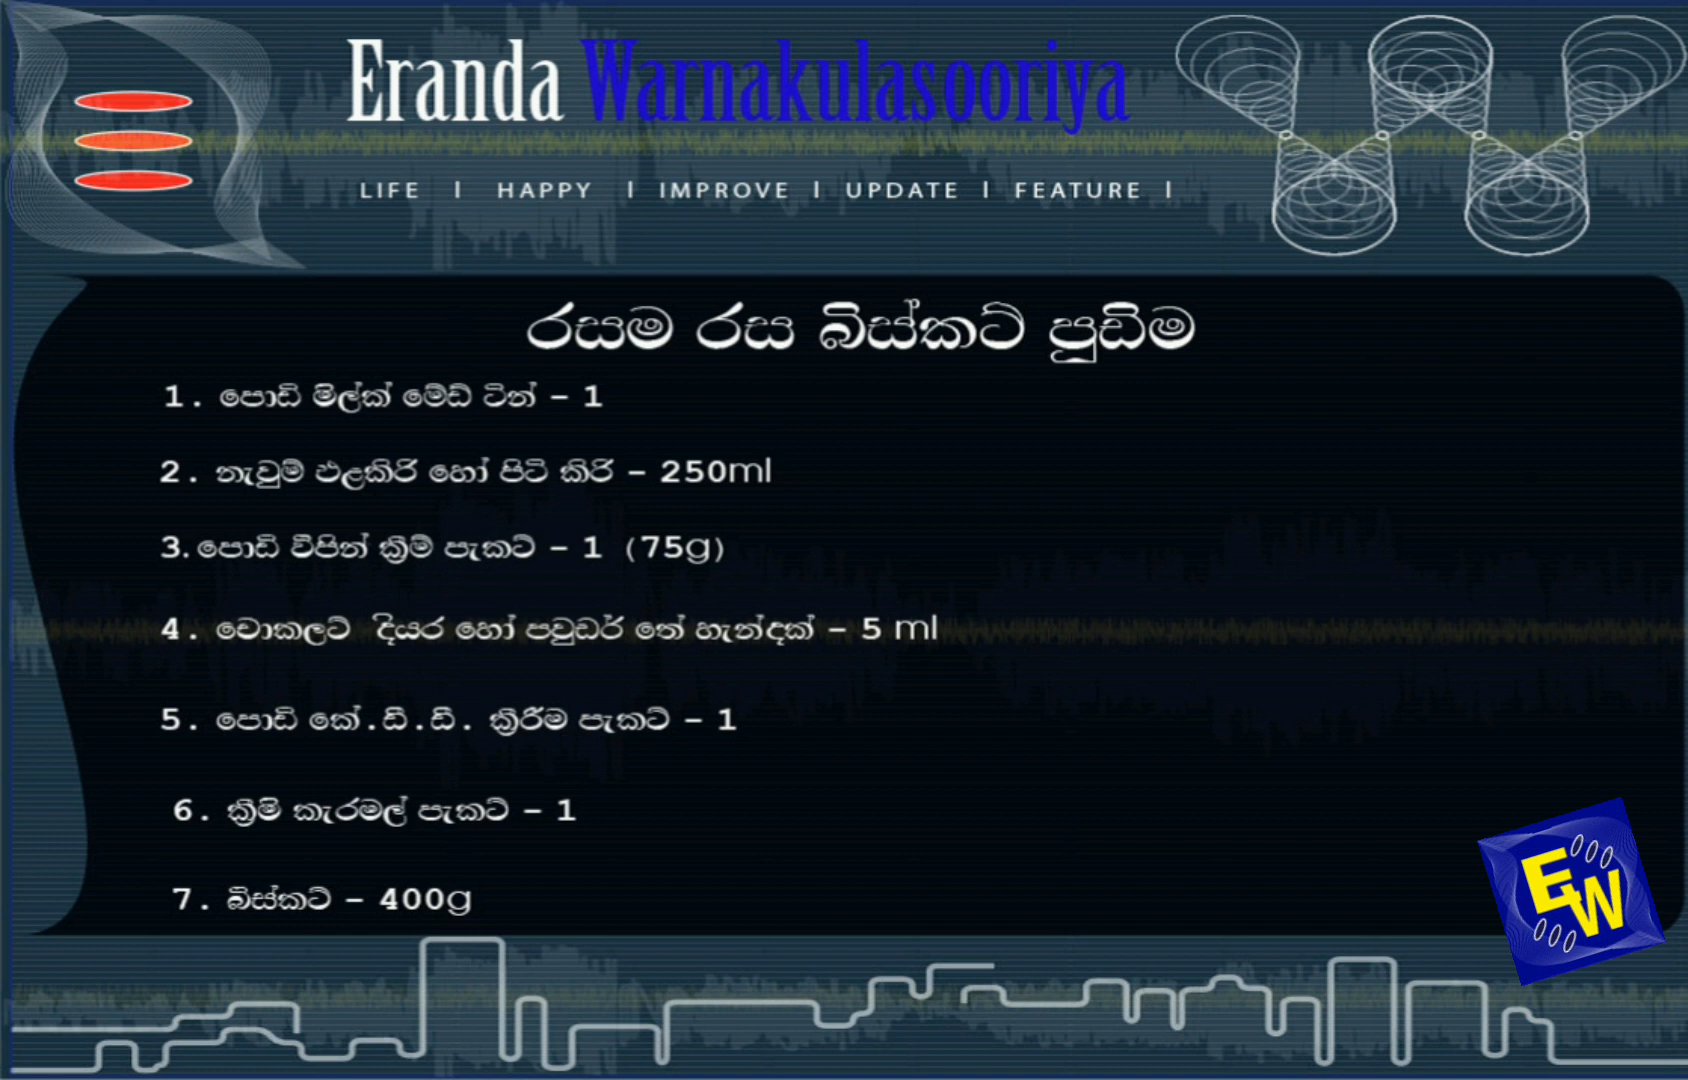 Eranda Warnakulasooriya
LIFE | HAPPY | IMPROVE | UPDATE | FEATURE |
රසම රස බිස්කට් පුඩිම
1. පොඩි මිල්ක් මේඩ් ටින් - 1
2. නැවුම් එළකිරි හෝ පිටි කිරි - 250ml
3. පොඩි විපින් ක්‍රීම් පැකට් - 1 (75g)
4. චොකලට් දියර හෝ පවුඩර් තේ හැන්දක් - 5 ml
5. පොඩි කේ.ඩී.ඩී. ක්‍රීරීම පැකට් - 1
6. ක්‍රීම් කැරමල් පැකට් - 1
7. බිස්කට් - 400g
EW